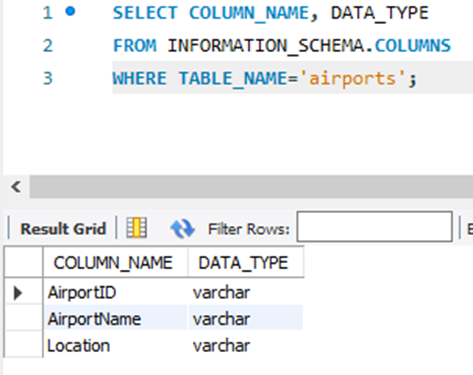 1 SELECT COLUMN_NAME, DATA_TYPE
2 FROM INFORMATION_SCHEMA.COLUMNS
3 WHERE TABLE_NAME='airports';
Result Grid Filter Rows:
COLUMN_NAME DATA_TYPE
AirportID varchar
AirportName varchar
Location varchar